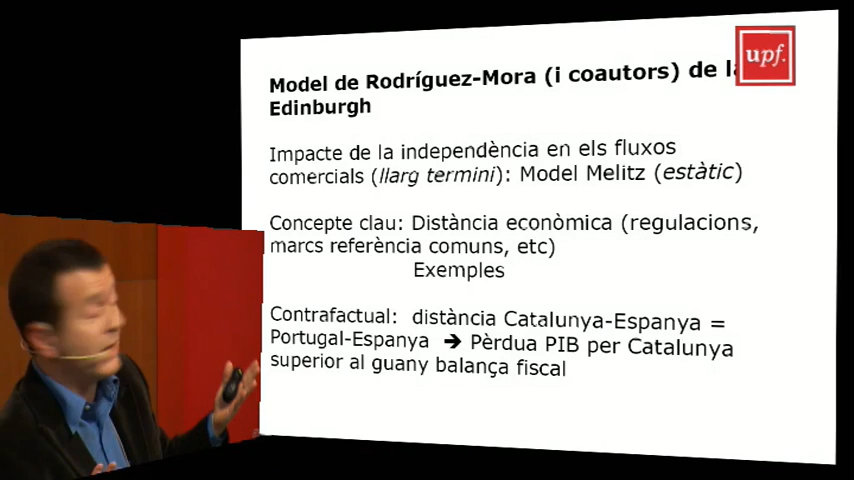 upf.
Model de Rodríguez-Mora (i coautors) de
Edinburgh
Impacte de la independència en els fluxos
comercials (llarg termini): Model Melitz (estàtic)
Concepte clau: Distància econòmica (regulacions,
marcs referència comuns, etc)
Exemples
Contrafactual: distància Catalunya-Espanya =
Portugal-Espanya ➔ Pèrdua PIB per Catalunya
superior al guany balança fiscal